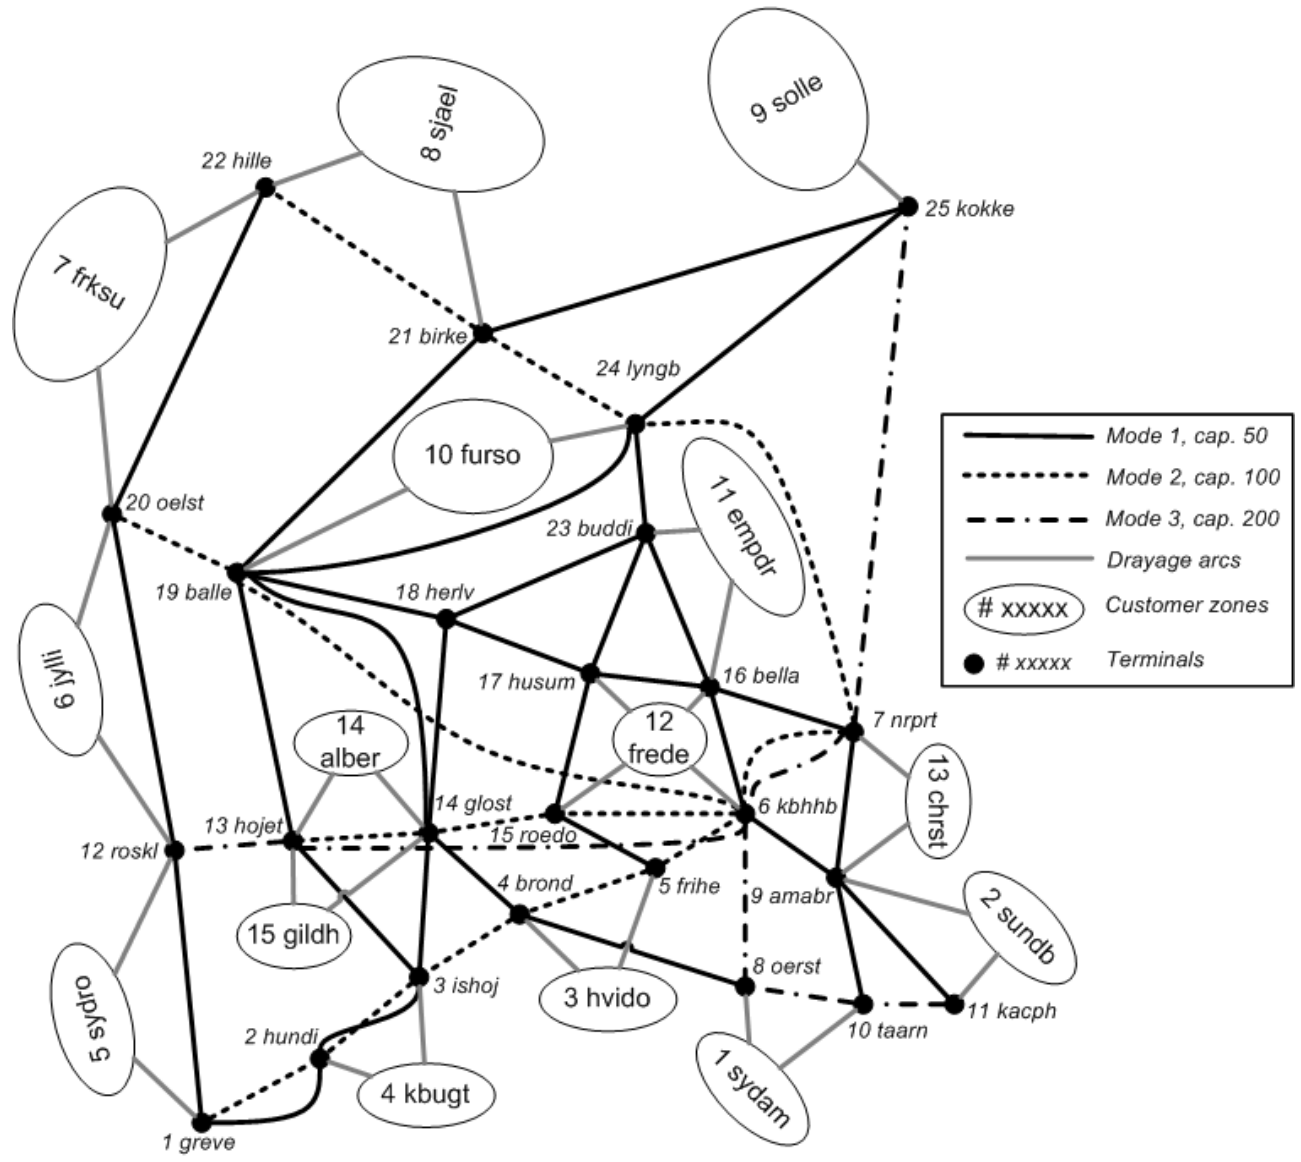 9 solle
8 sjael
22 hille
25 kokke
7 frksu
21 birke
24 lyngb
10 furso
11 empdr
Mode 1, cap. 50
Mode 2, cap. 100
Mode 3, cap. 200
Drayage arcs
# xxxxx
Customer zones
# xxxxx
Terminals
20 oelst
23 buddi
19 balle
18 herlv
6 jylli
17 husum
16 bella
12
frede
7 nrprt
14
alber
13 chrst
14 glost
6 kbhhb
13 hojet
15 roedo
12 roskl
5 frihe
4 brond
9 amabr
2 sundb
15 gildh
8 oerst
3 ishoj
3 hvido
11 kacph
10 taarn
5 sydro
2 hundi
1 sydam
4 kbugt
1 greve